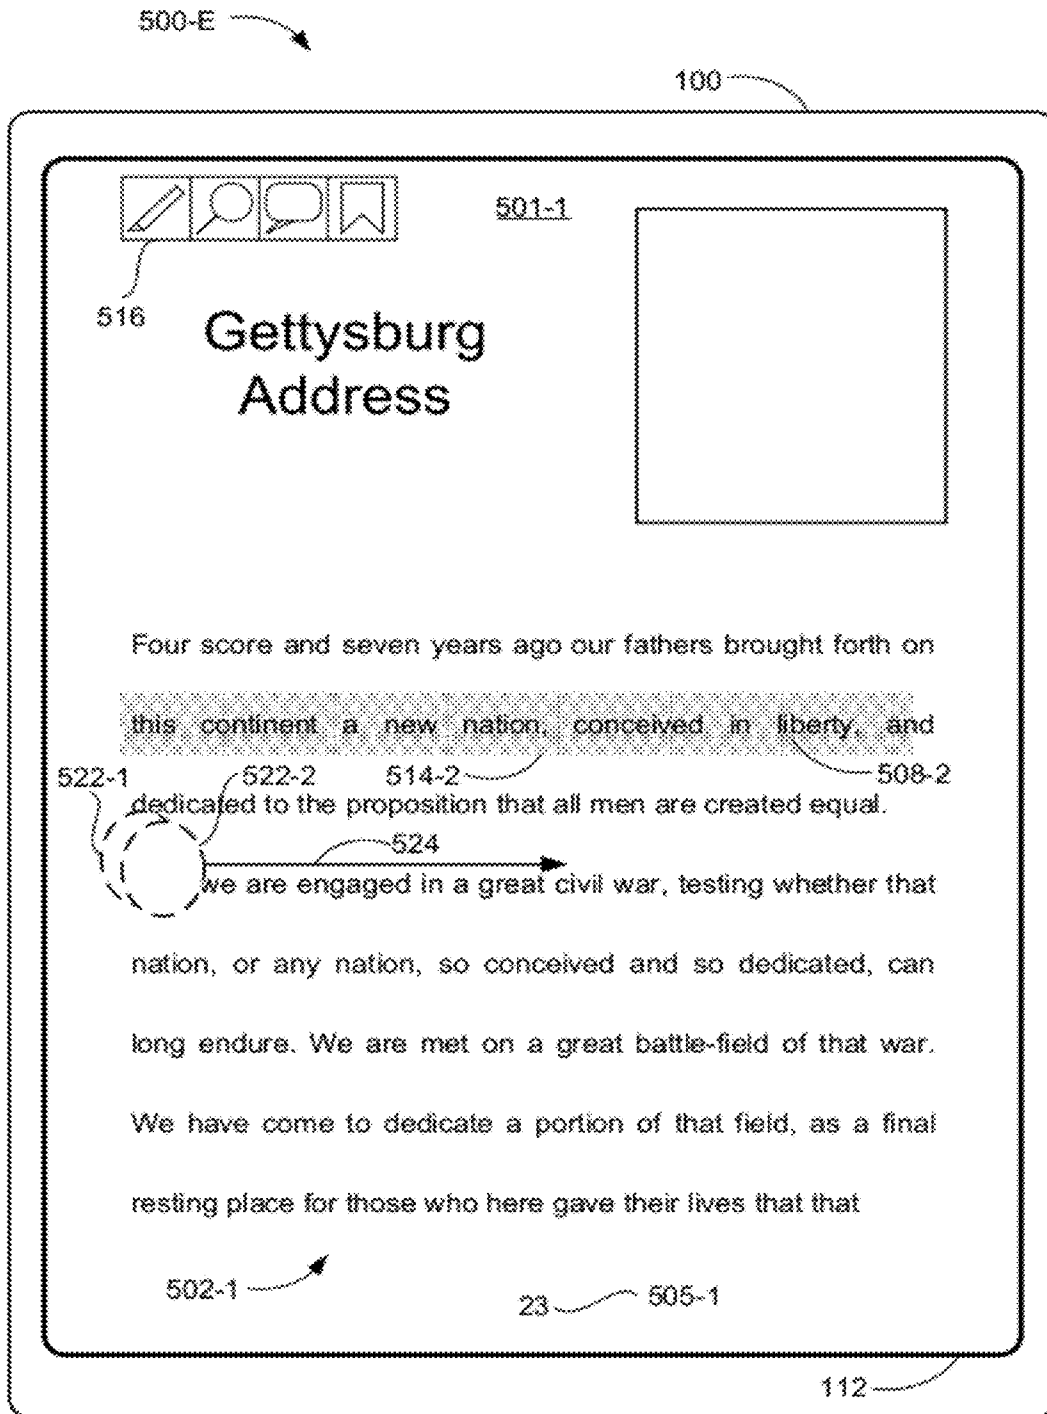 500-E
100
501-1
516
Gettysburg
Address
Four score and seven years ago our fathers brought forth on
this continent a new nation, conceived in liberty, and
522-1 522-2 514-2 508-2
dedicated to the proposition that all men are created equal.
524
we are engaged in a great civil war, testing whether that
nation, or any nation, so conceived and so dedicated, can
long endure. We are met on a great battle-field of that war.
We have come to dedicate a portion of that field, as a final
resting place for those who here gave their lives that that
502-1
23 505-1
112